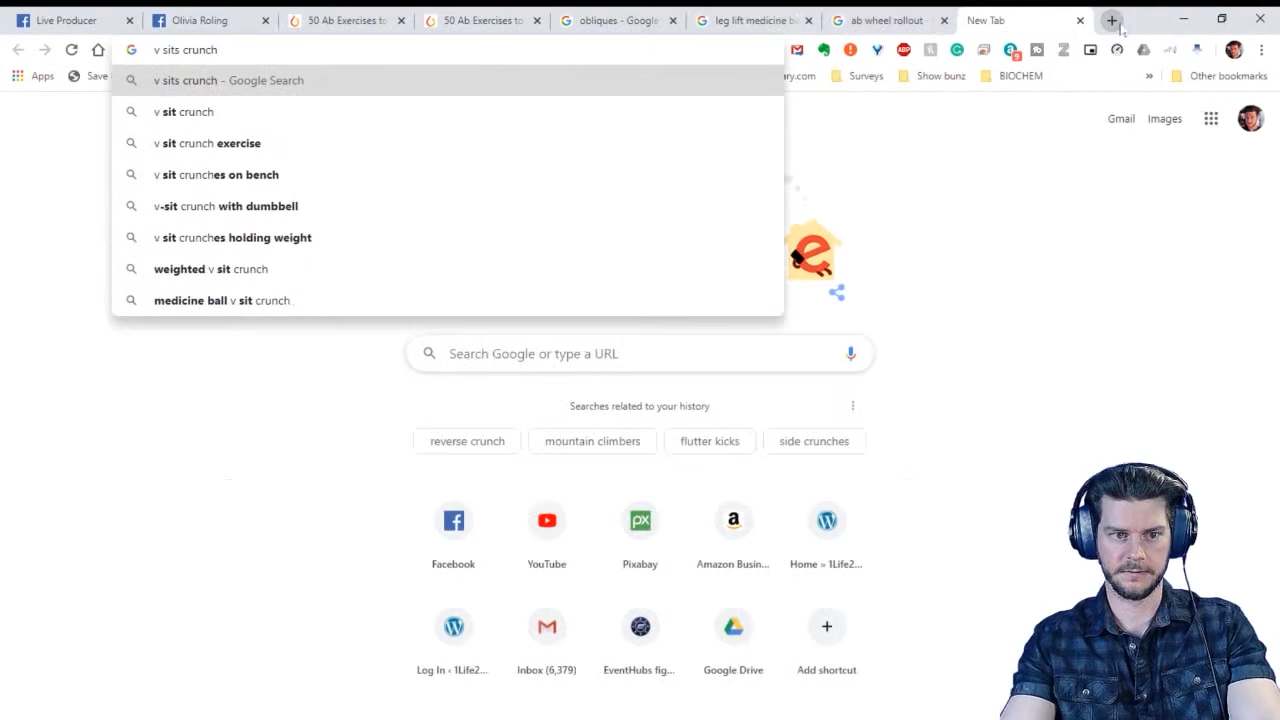 Live Producer
Olivia Roling
50 Ab Exercises to
50 Ab Exercises to
obliques - Google
leg lift medicine ba
ab wheel rollout -
New Tab
v sits crunch
Apps
Save
ary.com
Surveys
Show bunz
BIOCHEM
Other bookmarks
v sits crunch - Google Search
v sit crunch
v sit crunch exercise
v sit crunches on bench
v-sit crunch with dumbbell
v sit crunches holding weight
weighted v sit crunch
medicine ball v sit crunch
Gmail
Images
Search Google or type a URL
Searches related to your history
reverse crunch
mountain climbers
flutter kicks
side crunches
Facebook
YouTube
Pixabay
Amazon Busin...
Home » 1Life2...
Log In ‹ 1Life2...
Inbox (6,379)
EventHubs fig...
Google Drive
Add shortcut